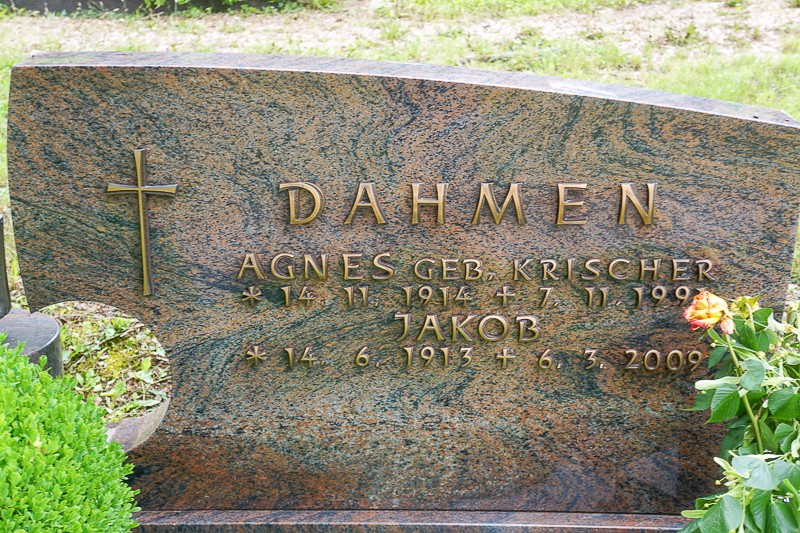 DAHMEN
AGNES GEB. KRISCHER
* 14. 11. 1914 + 7. 11.
JAKOB
* 14. 6. 1913 + 6. 3. 2009